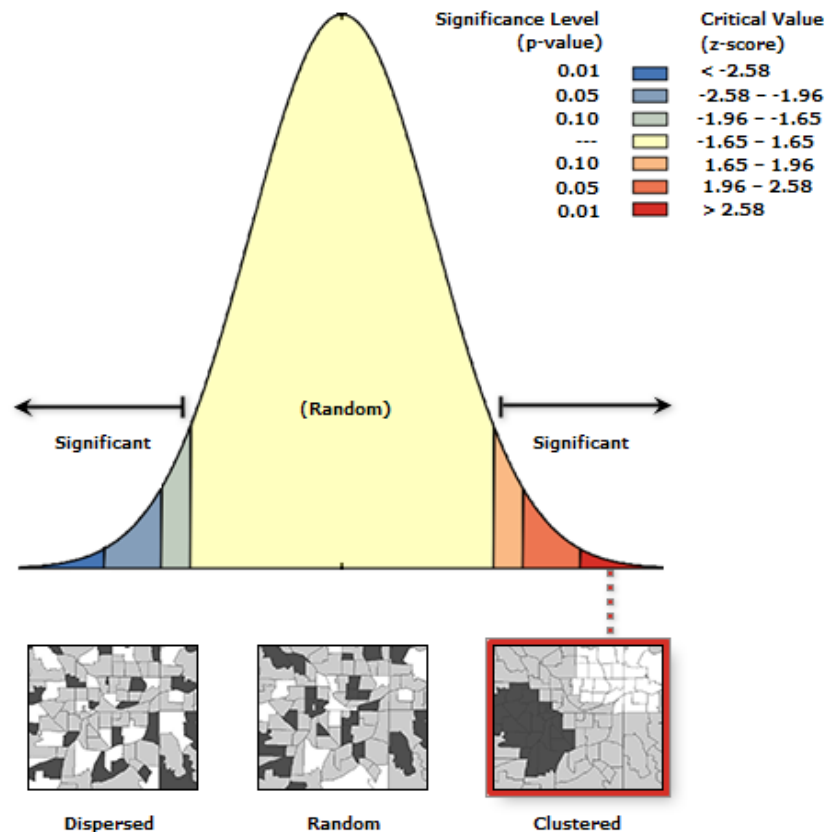 Significance Level Critical Value
(p-value) (z-score)
0.01 < -2.58
0.05 -2.58 – -1.96
0.10 -1.96 – -1.65
--- -1.65 – 1.65
0.10 1.65 – 1.96
0.05 1.96 – 2.58
0.01 > 2.58
(Random)
Significant Significant
Dispersed Random Clustered